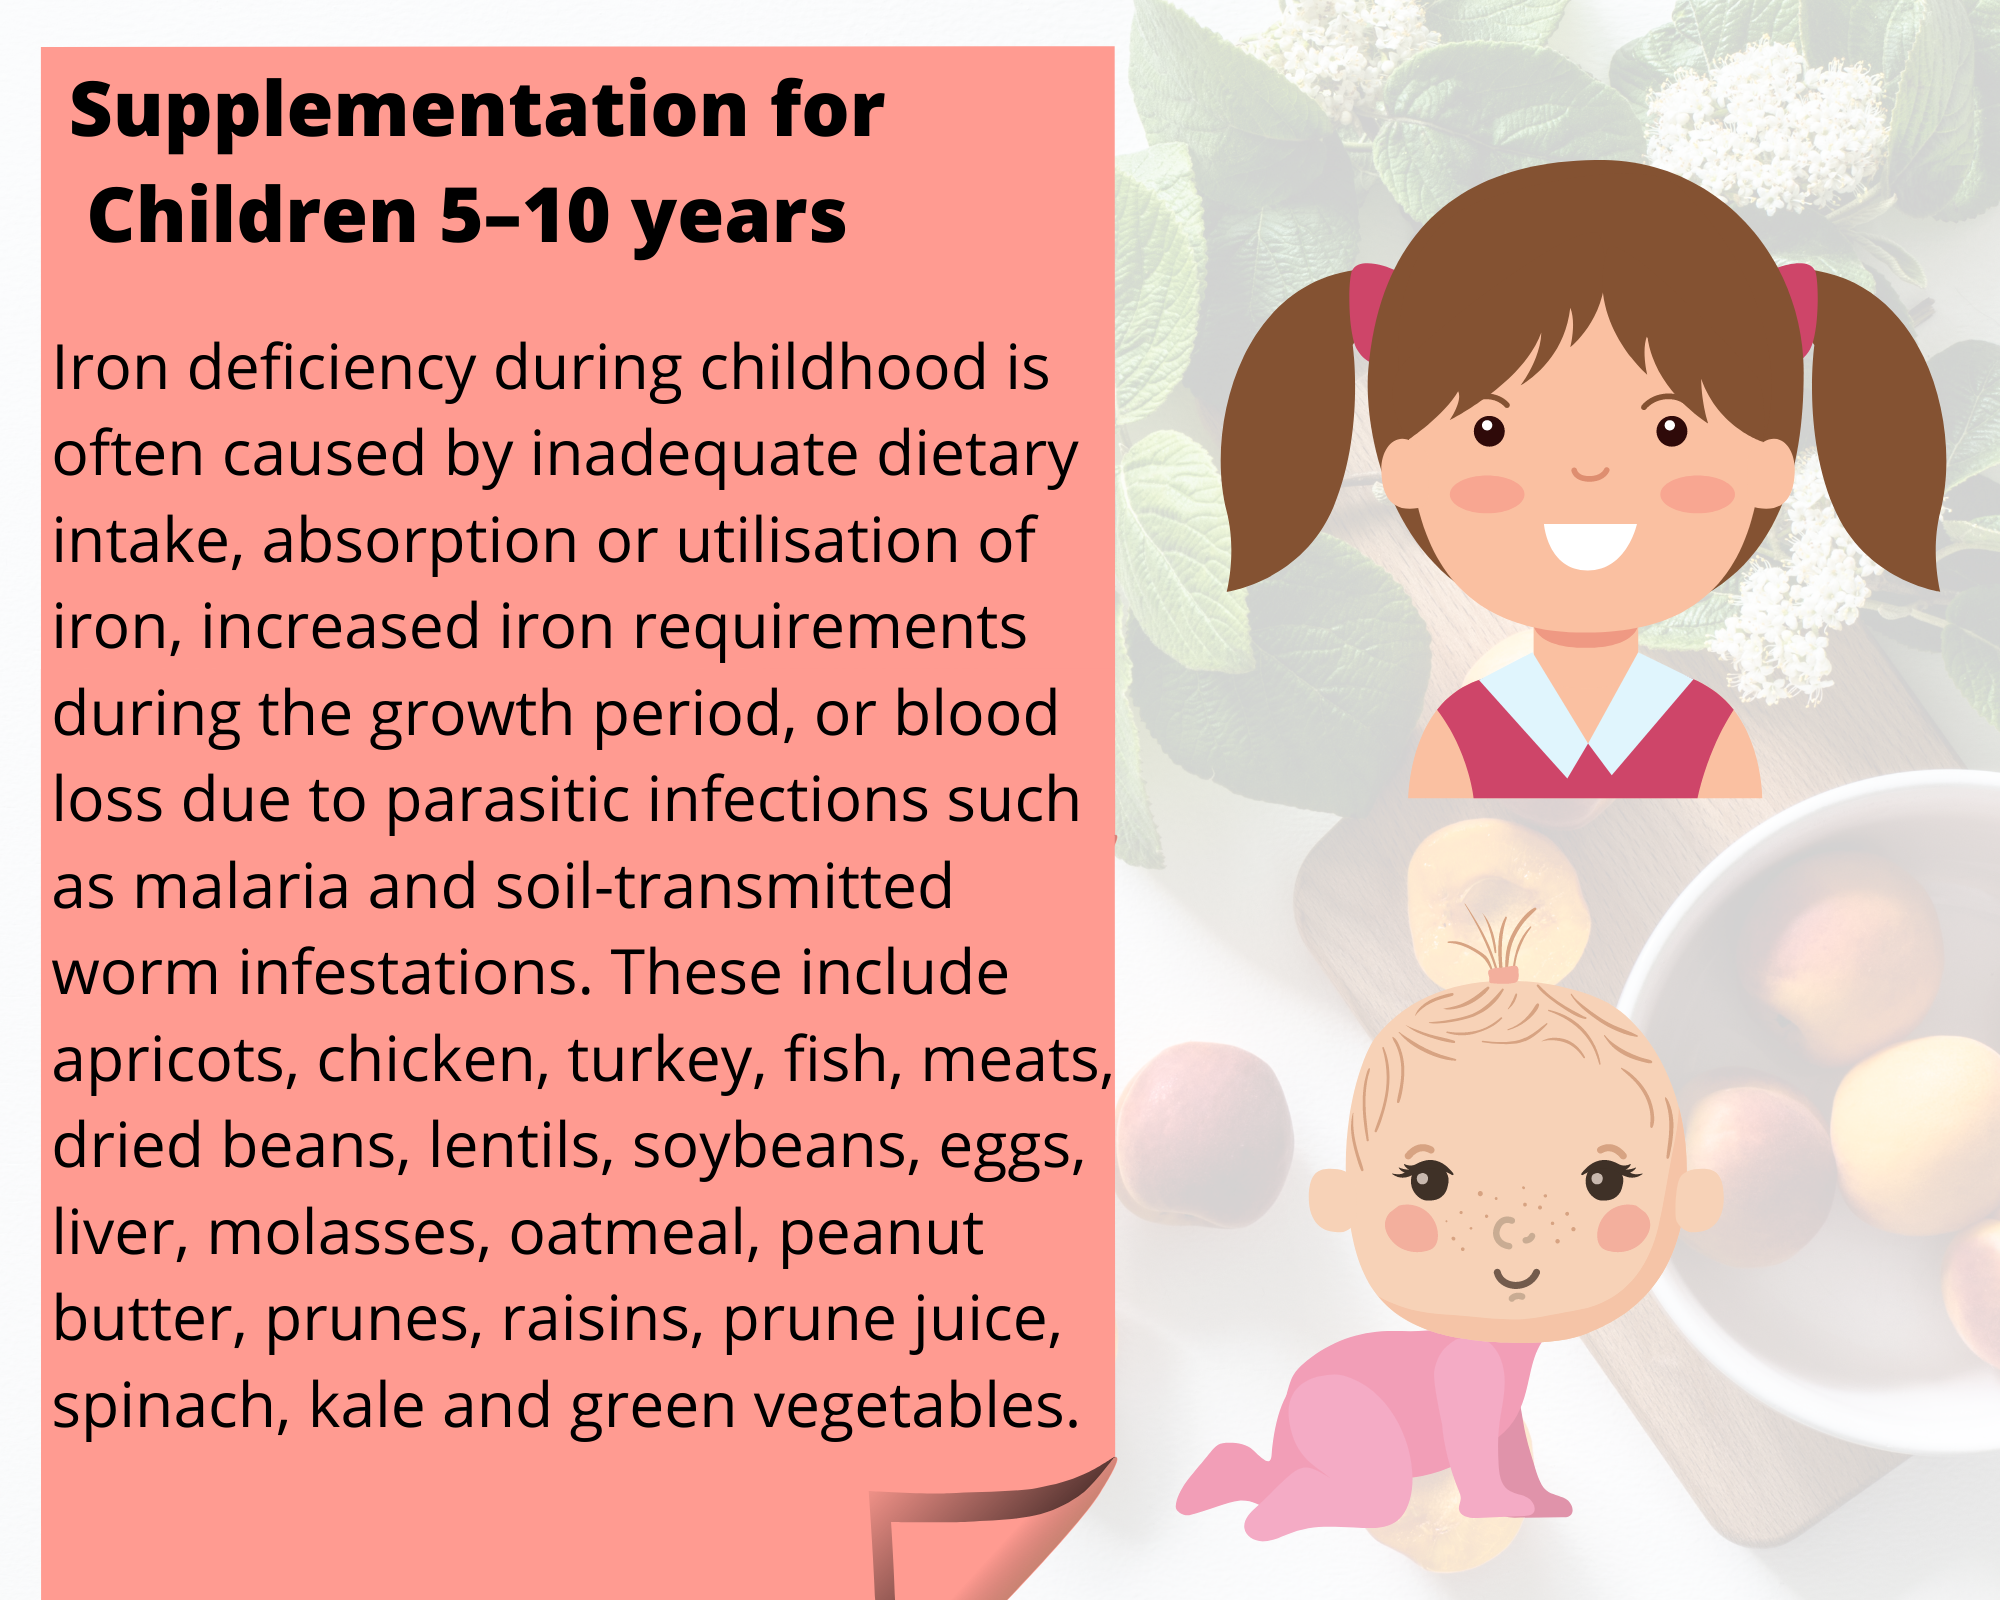 Supplementation for
Children 5–10 years
Iron deficiency during childhood is
often caused by inadequate dietary
intake, absorption or utilisation of
iron, increased iron requirements
during the growth period, or blood
loss due to parasitic infections such
as malaria and soil-transmitted
worm infestations. These include
apricots, chicken, turkey, fish, meats,
dried beans, lentils, soybeans, eggs,
liver, molasses, oatmeal, peanut
butter, prunes, raisins, prune juice,
spinach, kale and green vegetables.